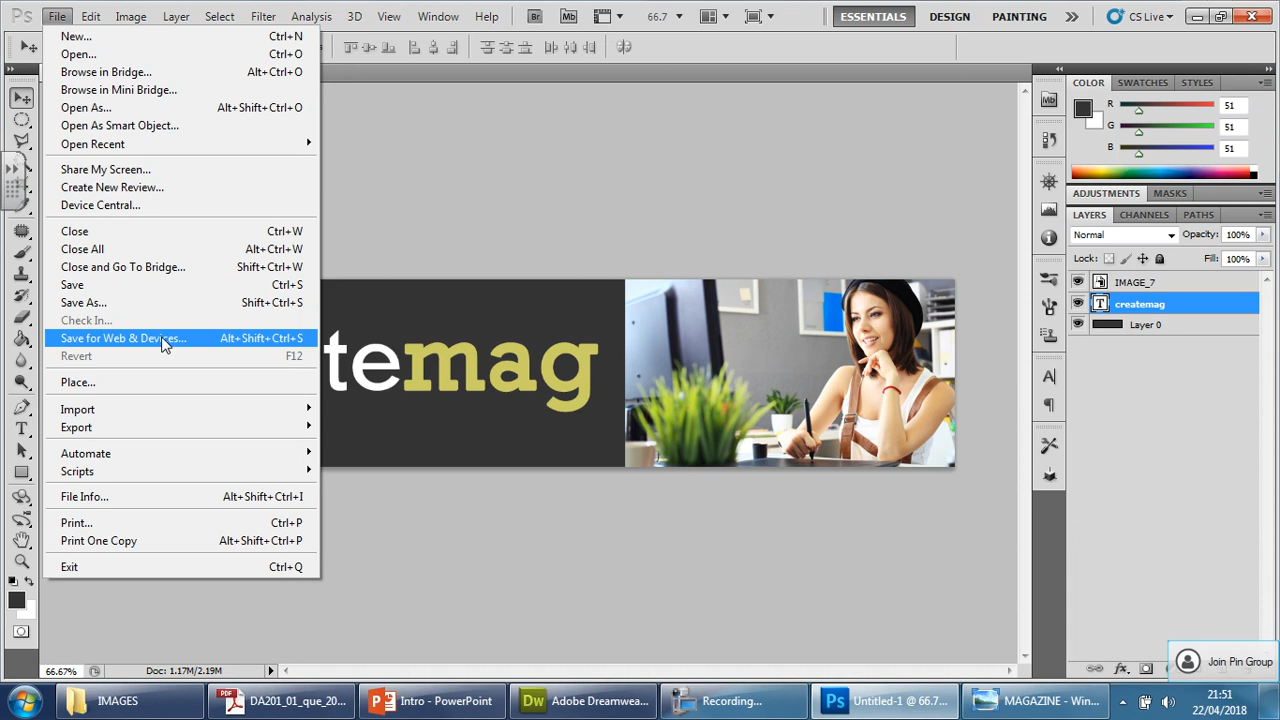 Ps File Edit Image Layer Select Filter Analysis 3D View Window Help Br Mb 66.7 ESSENTIALS DESIGN PAINTING CS Live
New... Ctrl+N
Open... Ctrl+O
Browse in Bridge... Alt+Ctrl+O
Browse in Mini Bridge...
Open As... Alt+Shift+Ctrl+O
Open As Smart Object...
Open Recent
Share My Screen...
Create New Review...
Device Central...
Close Ctrl+W
Close All Alt+Ctrl+W
Close and Go To Bridge... Shift+Ctrl+W
Save Ctrl+S
Save As... Shift+Ctrl+S
Check In...
Save for Web & Devices... Alt+Shift+Ctrl+S
Revert F12
Place...
Import
Export
Automate
Scripts
File Info... Alt+Shift+Ctrl+I
Print... Ctrl+P
Print One Copy Alt+Shift+Ctrl+P
Exit Ctrl+Q
temag
Mb
COLOR SWATCHES STYLES
R 51
G 51
B 51
ADJUSTMENTS MASKS
LAYERS CHANNELS PATHS
Normal Opacity: 100%
Lock: Fill: 100%
IMAGE_7
T createmag
Layer 0
66.67% Doc: 1.17M/2.19M
Join Pin Group
IMAGES DA201_01_que_20... Intro - PowerPoint Dw Adobe Dreamwea... Recording... Ps Untitled-1 @ 66.7... MAGAZINE - Win... 21:51
22/04/2018